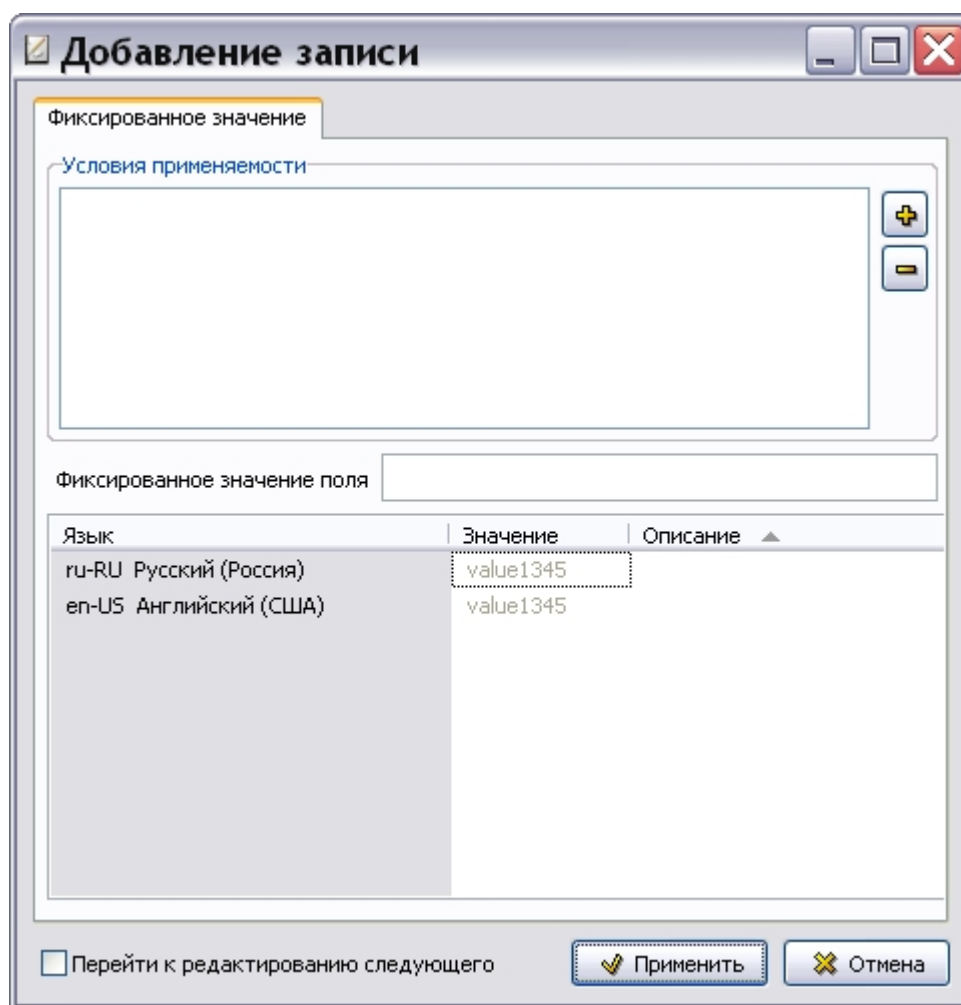 Добавление записи
Фиксированное значение
Условия применяемости
Фиксированное значение поля
Язык Значение Описание
ru-RU Русский (Россия) value1345
en-US Английский (США) value1345
Перейти к редактированию следующего Применить Отмена